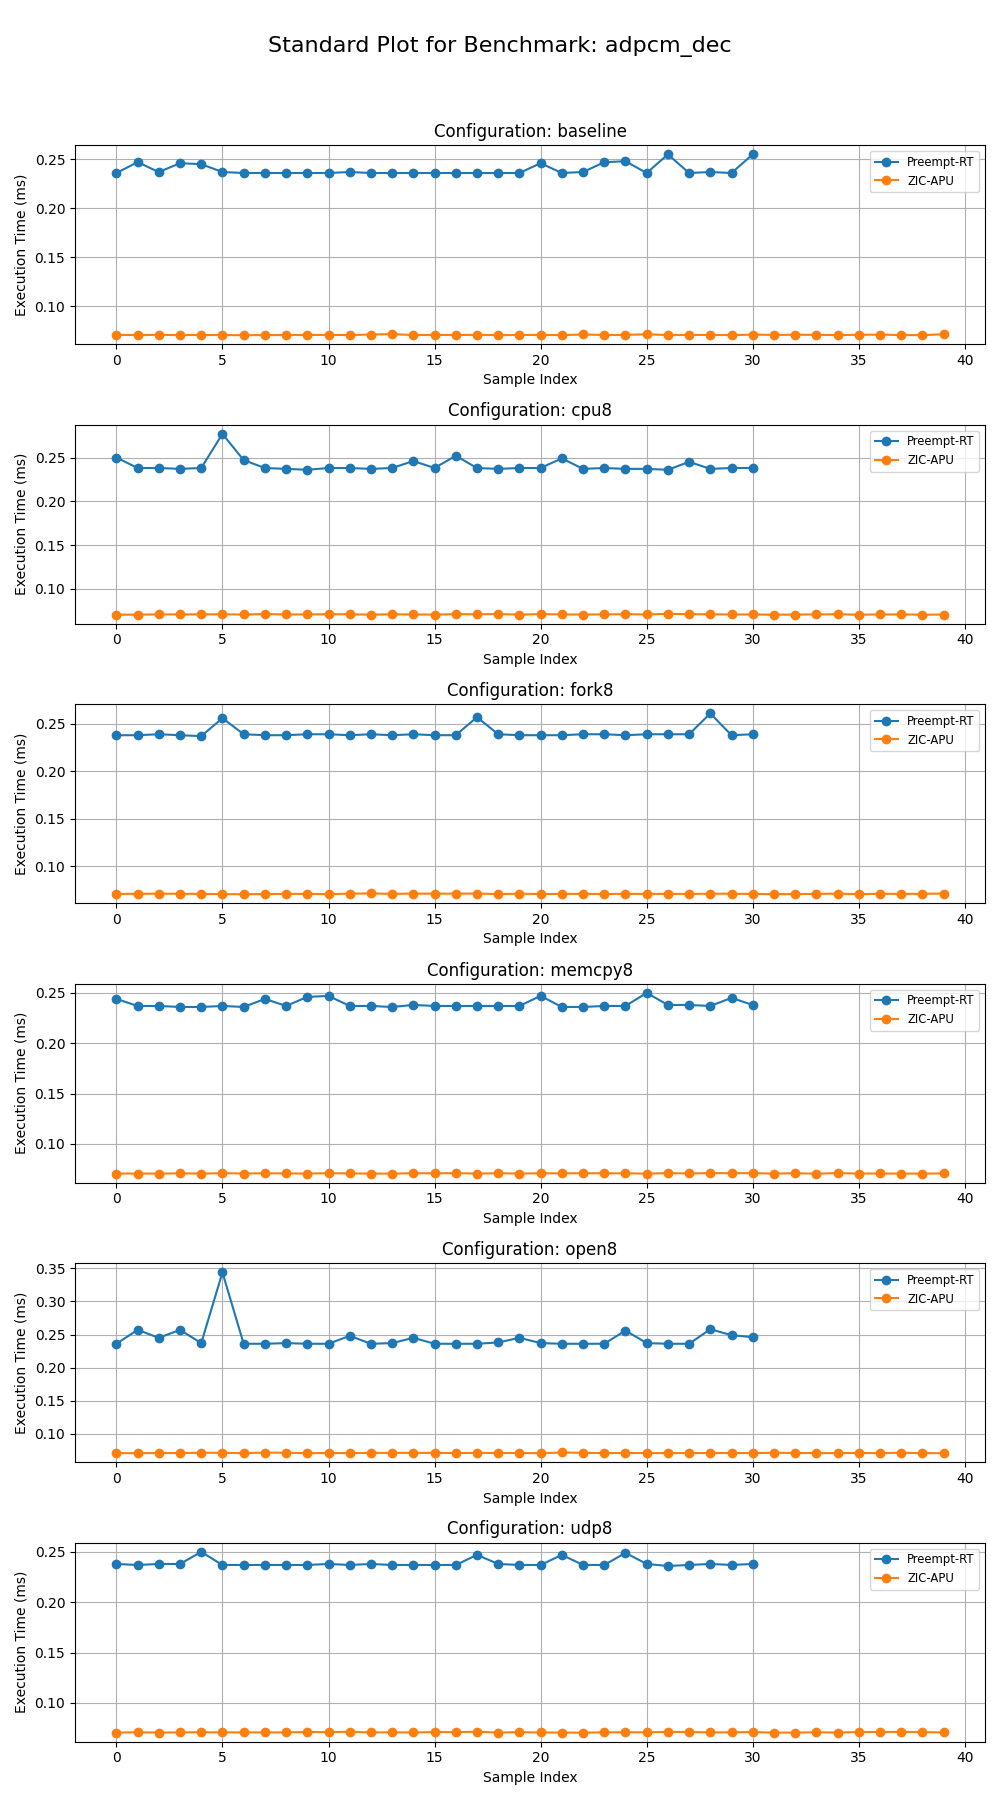 Standard Plot for Benchmark: adpcm_dec
Configuration: baseline
Execution Time (ms)
0.25
0.20
0.15
0.10
Preempt-RT
ZIC-APU
0 5 10 15 20 25 30 35 40
Sample Index
Configuration: cpu8
Execution Time (ms)
0.25
0.20
0.15
0.10
Preempt-RT
ZIC-APU
0 5 10 15 20 25 30 35 40
Sample Index
Configuration: fork8
Execution Time (ms)
0.25
0.20
0.15
0.10
Preempt-RT
ZIC-APU
0 5 10 15 20 25 30 35 40
Sample Index
Configuration: memcpy8
Execution Time (ms)
0.25
0.20
0.15
0.10
Preempt-RT
ZIC-APU
0 5 10 15 20 25 30 35 40
Sample Index
Configuration: open8
Execution Time (ms)
0.35
0.30
0.25
0.20
0.15
0.10
Preempt-RT
ZIC-APU
0 5 10 15 20 25 30 35 40
Sample Index
Configuration: udp8
Execution Time (ms)
0.25
0.20
0.15
0.10
Preempt-RT
ZIC-APU
0 5 10 15 20 25 30 35 40
Sample Index